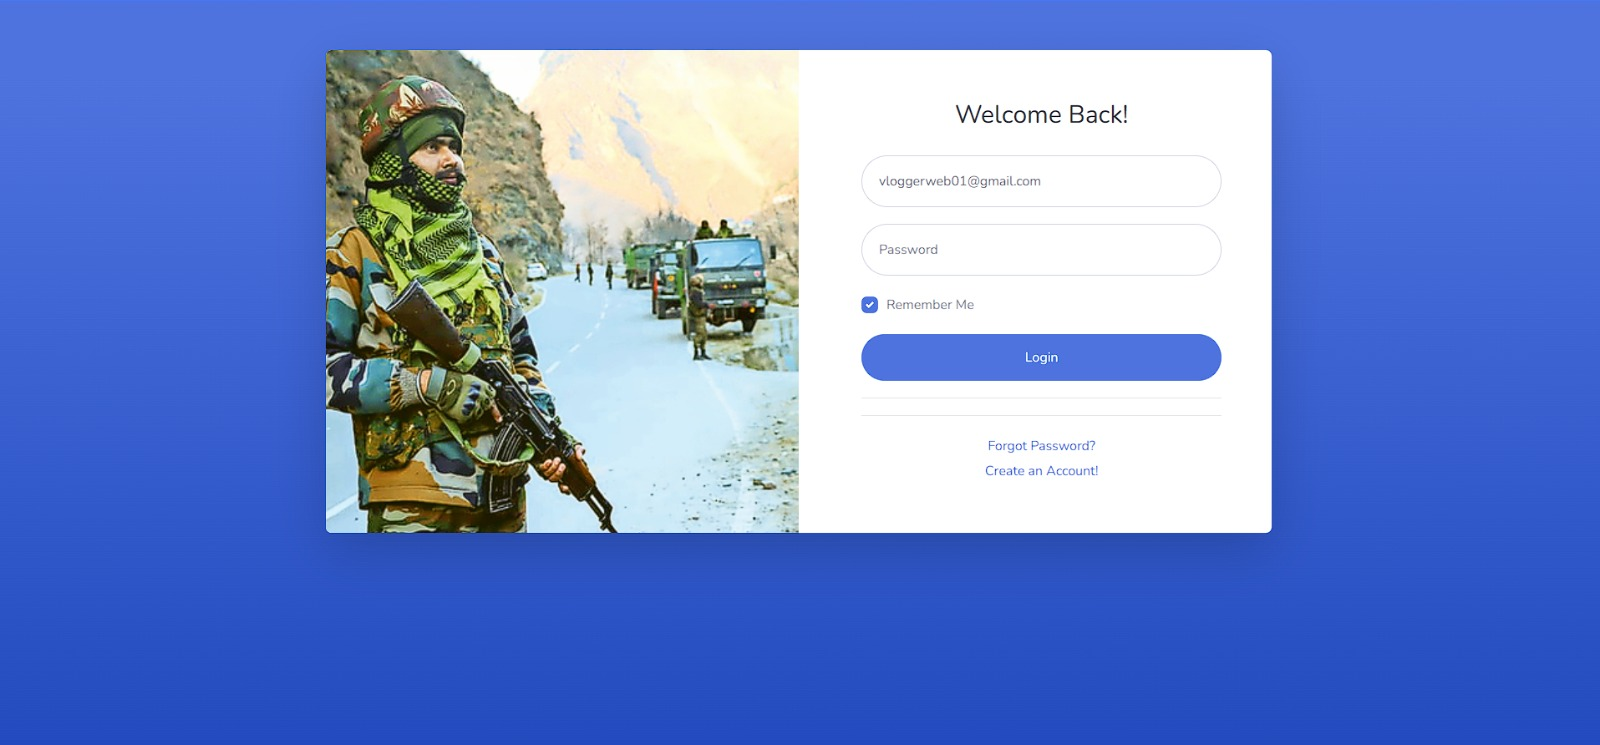 Welcome Back!
vloggerweb01@gmail.com
Password
Remember Me
Login
Forgot Password?
Create an Account!